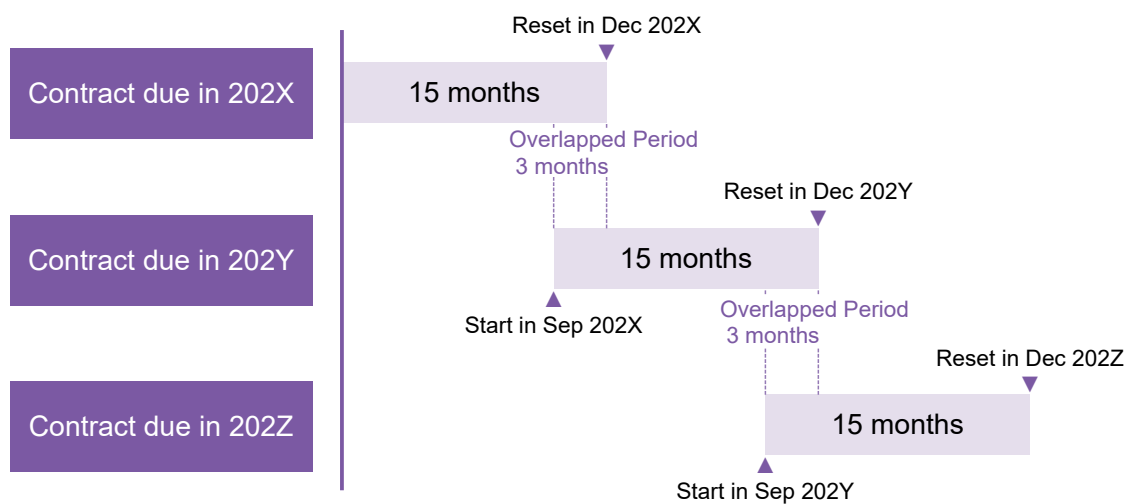 Reset in Dec 202X
Contract due in 202X
15 months
Overlapped Period
3 months
Reset in Dec 202Y
Contract due in 202Y
15 months
Start in Sep 202X
Overlapped Period
3 months
Reset in Dec 202Z
Contract due in 202Z
15 months
Start in Sep 202Y